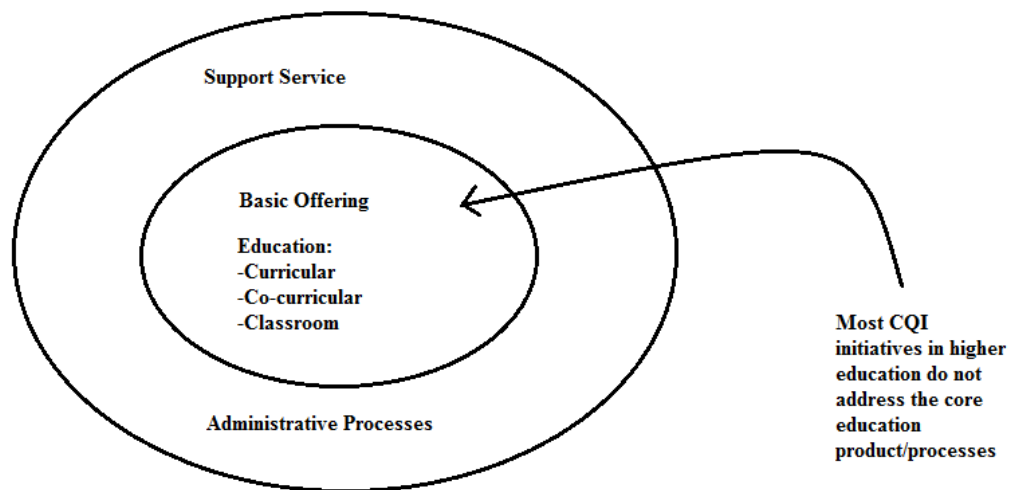 Support Service
Basic Offering
Education:
-Curricular
-Co-curricular
-Classroom
Administrative Processes
Most CQI
initiatives in higher
education do not
address the core
education
product/processes